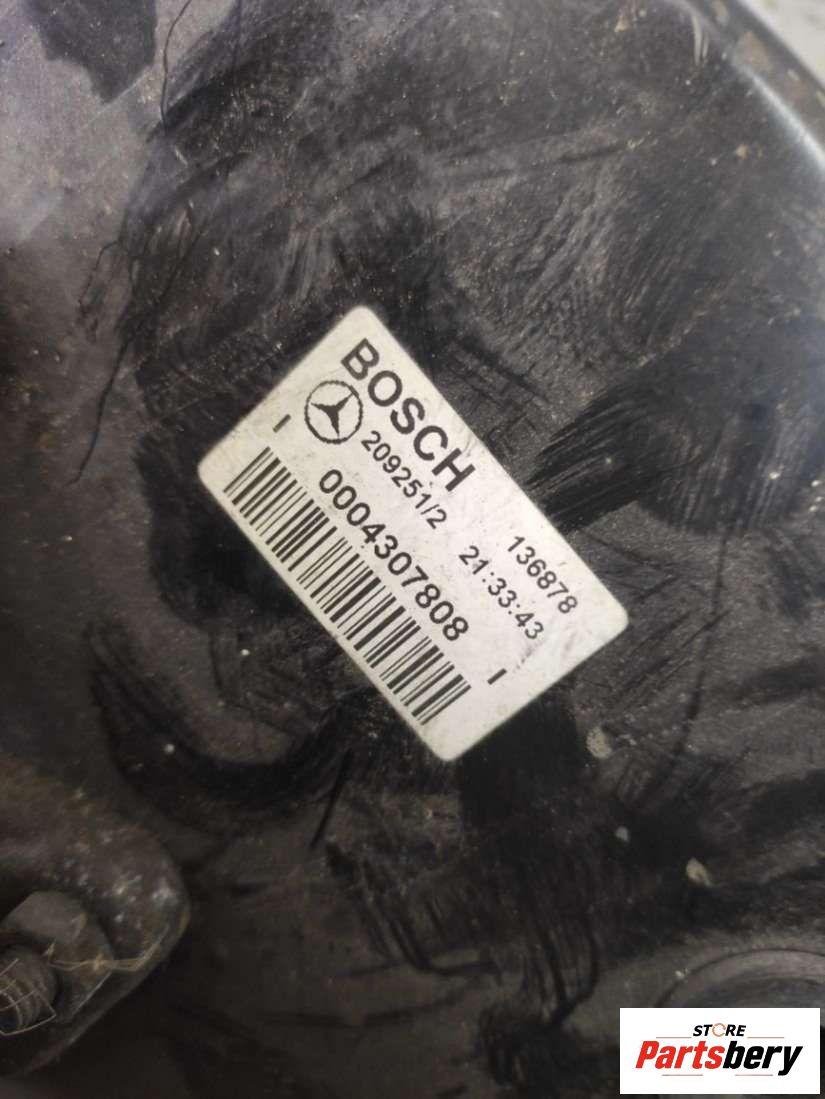 BOSCH
209251/2
136878
21:33:43
0004307808
STORE
Partsbery